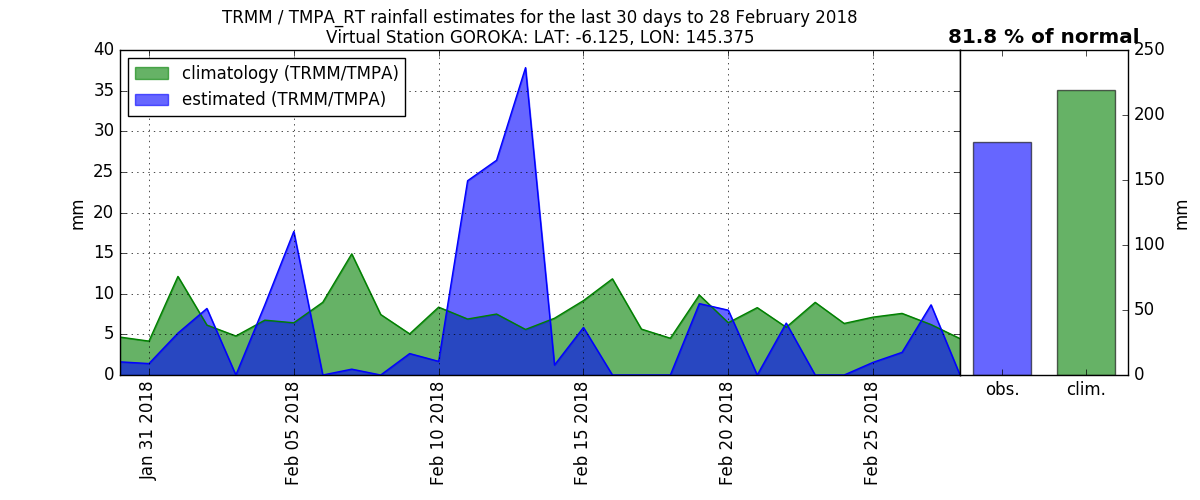 TRMM / TMPA_RT rainfall estimates for the last 30 days to 28 February 2018
Virtual Station GOROKA: LAT: -6.125, LON: 145.375
81.8 % of normal
climatology (TRMM/TMPA)
estimated (TRMM/TMPA)
40
35
30
25
20
15
10
5
0
mm
Jan 31 2018
Feb 05 2018
Feb 10 2018
Feb 15 2018
Feb 20 2018
Feb 25 2018
250
200
150
100
50
0
mm
obs.
clim.